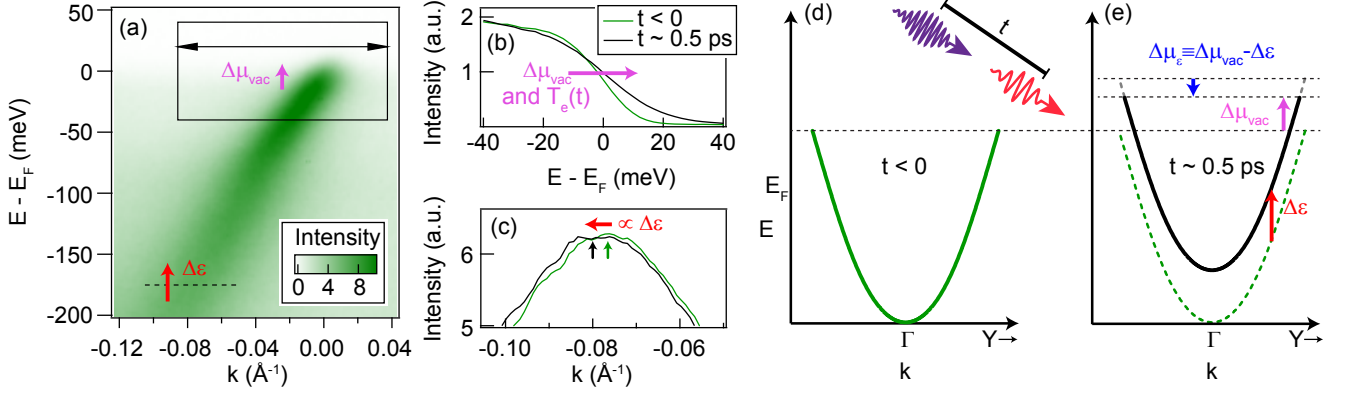 (a)
E - E_F (meV)
0
-50
-100
-150
-200
Δμ_vac
Δε
Intensity
0 4 8
-0.12 -0.08 -0.04 0.00 0.04
k (Å⁻¹)
(b)
Intensity (a.u.)
2
1
t < 0
t ~ 0.5 ps
Δμ_vac
and T_e(t)
-40 -20 0 20 40
E - E_F (meV)
(c)
Intensity (a.u.)
6
5
∝ Δε
-0.10 -0.08 -0.06
k (Å⁻¹)
(d)
t
E_F
E
t < 0
Γ Y→
k
(e)
Δμ_ε≡Δμ_vac-Δε
Δμ_vac
t ~ 0.5 ps
Δε
Γ Y→
k